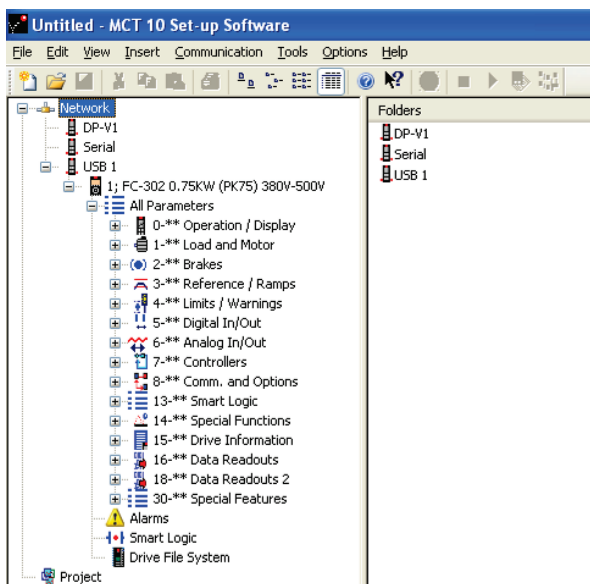 Untitled - MCT 10 Set-up Software
File Edit View Insert Communication Tools Options Help
Network
DP-V1
Serial
USB 1
1; FC-302 0.75KW (PK75) 380V-500V
All Parameters
0-** Operation / Display
1-** Load and Motor
2-** Brakes
3-** Reference / Ramps
4-** Limits / Warnings
5-** Digital In/Out
6-** Analog In/Out
7-** Controllers
8-** Comm. and Options
13-** Smart Logic
14-** Special Functions
15-** Drive Information
16-** Data Readouts
18-** Data Readouts 2
30-** Special Features
Alarms
Smart Logic
Drive File System
Project
Folders
DP-V1
Serial
USB 1